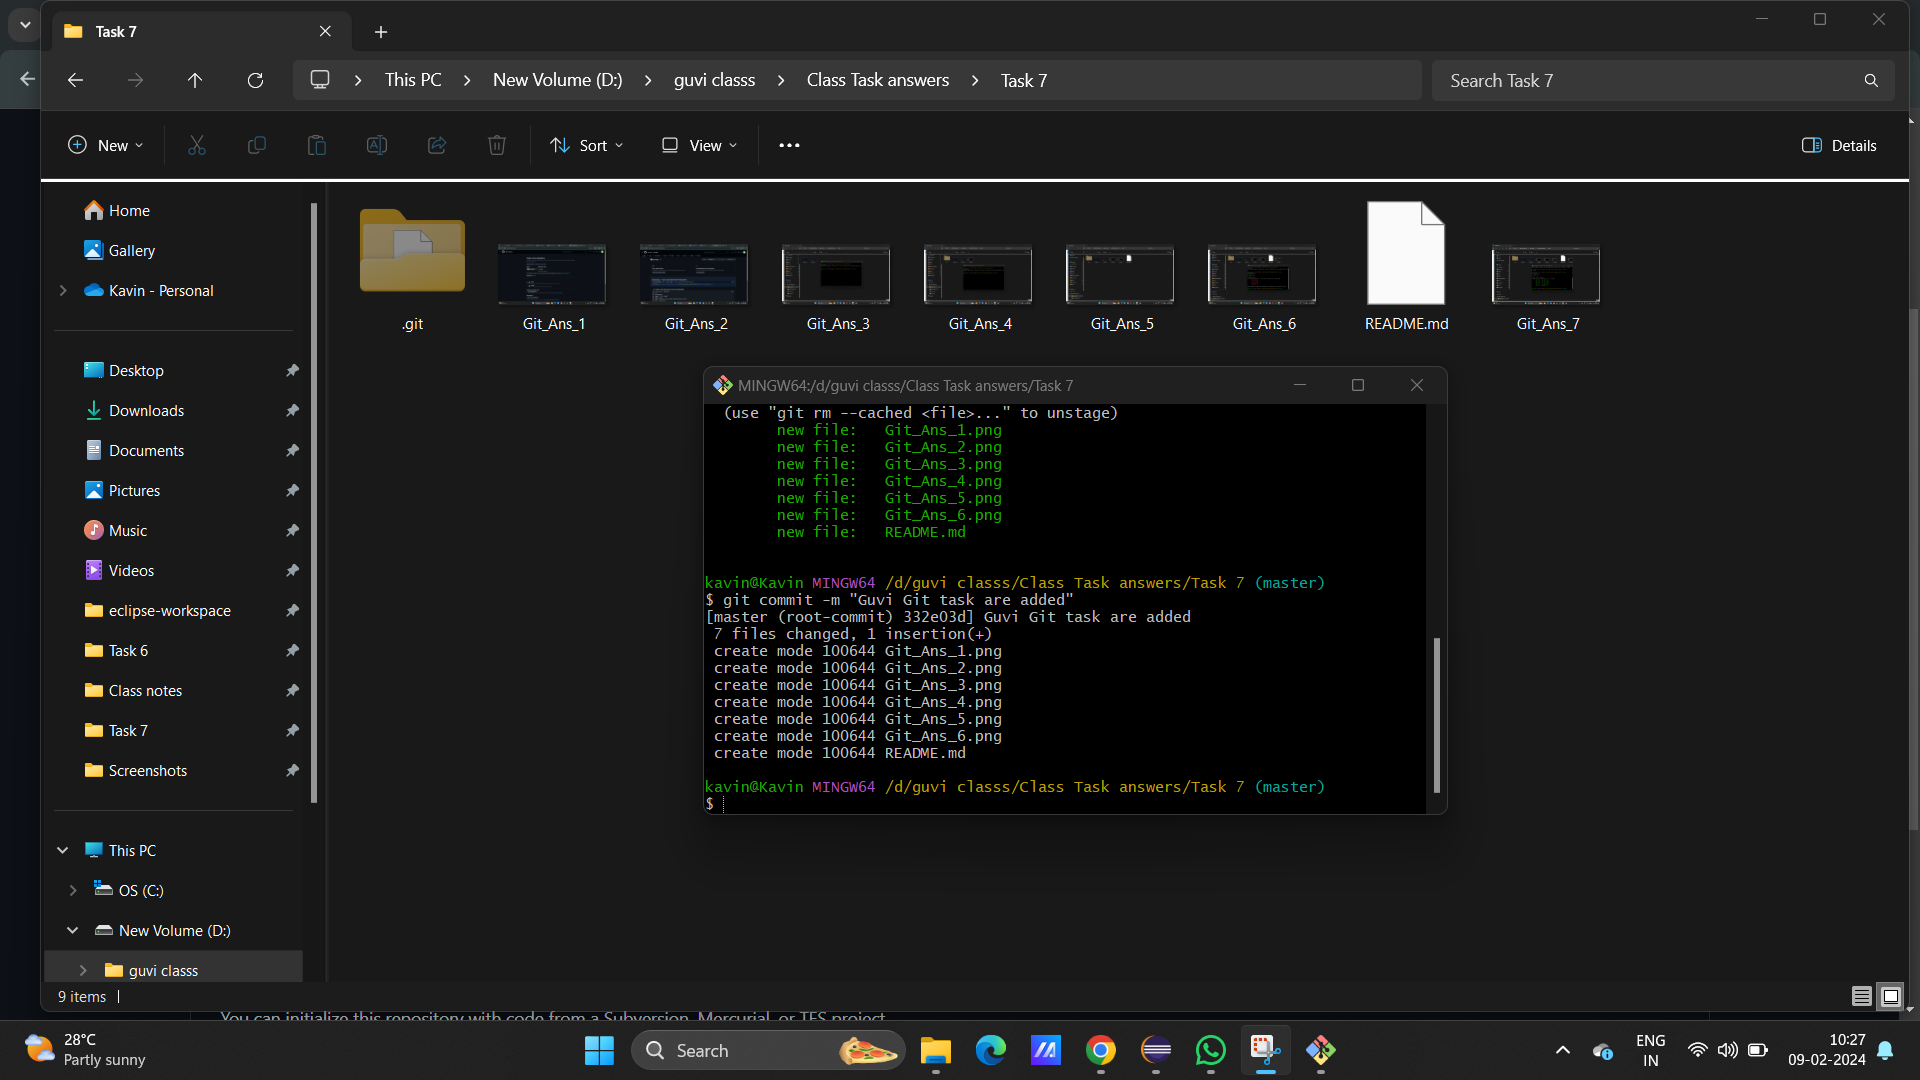 Task 7
This PC
New Volume (D:)
guvi classs
Class Task answers
Task 7
Search Task 7
New
Sort
View
Details
Home
Gallery
Kavin - Personal
Desktop
Downloads
Documents
Pictures
Music
Videos
eclipse-workspace
Task 6
Class notes
Task 7
Screenshots
This PC
OS (C:)
New Volume (D:)
guvi classs
.git
Git_Ans_1
Git_Ans_2
Git_Ans_3
Git_Ans_4
Git_Ans_5
Git_Ans_6
README.md
Git_Ans_7
MINGW64:/d/guvi classs/Class Task answers/Task 7
(use "git rm --cached <file>..." to unstage)
new file:   Git_Ans_1.png
new file:   Git_Ans_2.png
new file:   Git_Ans_3.png
new file:   Git_Ans_4.png
new file:   Git_Ans_5.png
new file:   Git_Ans_6.png
new file:   README.md
kavin@Kavin MINGW64 /d/guvi classs/Class Task answers/Task 7 (master)
$ git commit -m "Guvi Git task are added"
[master (root-commit) 332e03d] Guvi Git task are added
7 files changed, 1 insertion(+)
create mode 100644 Git_Ans_1.png
create mode 100644 Git_Ans_2.png
create mode 100644 Git_Ans_3.png
create mode 100644 Git_Ans_4.png
create mode 100644 Git_Ans_5.png
create mode 100644 Git_Ans_6.png
create mode 100644 README.md
kavin@Kavin MINGW64 /d/guvi classs/Class Task answers/Task 7 (master)
$
9 items
You can initialize this repository with code from a Subversion, Mercurial, or TFS project.
28°C
Partly sunny
Search
ENG
IN
10:27
09-02-2024